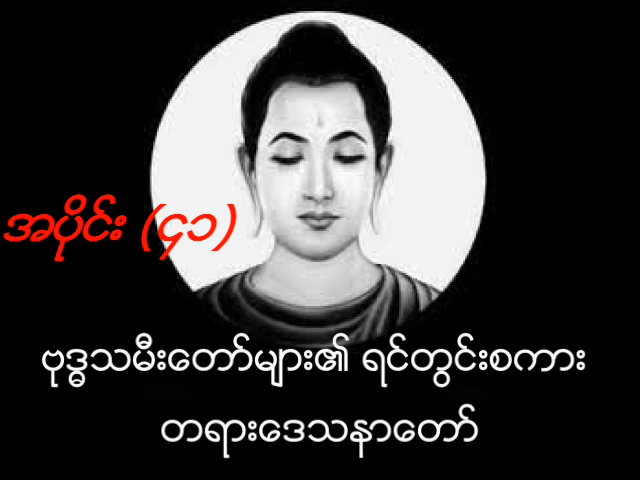 အပိုင်း (၄၁)
ဗုဒ္ဓသမီးတော်များ၏ ရင်တွင်းစကား
တရားဒေသနာတော်